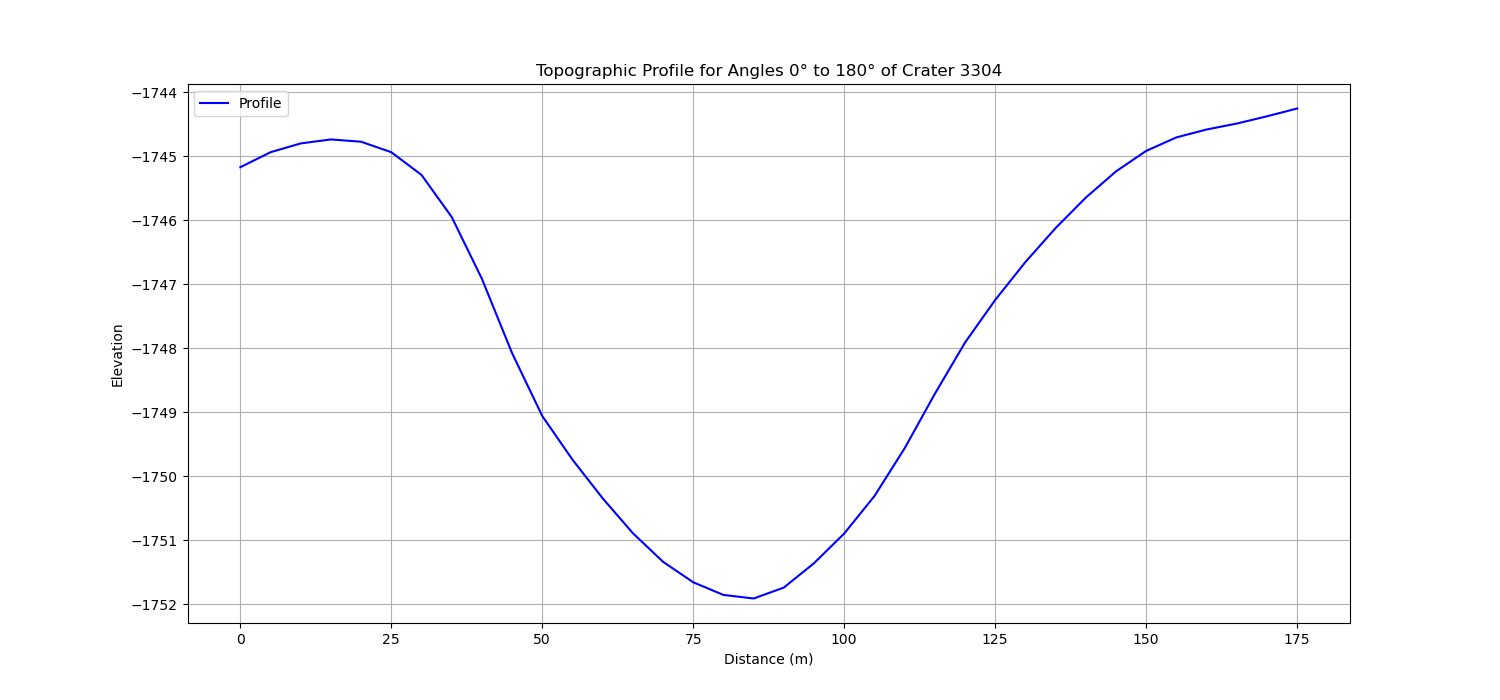 Topographic Profile for Angles 0° to 180° of Crater 3304
Profile
−1744
−1745
−1746
−1747
−1748
−1749
−1750
−1751
−1752
Elevation
0 25 50 75 100 125 150 175
Distance (m)